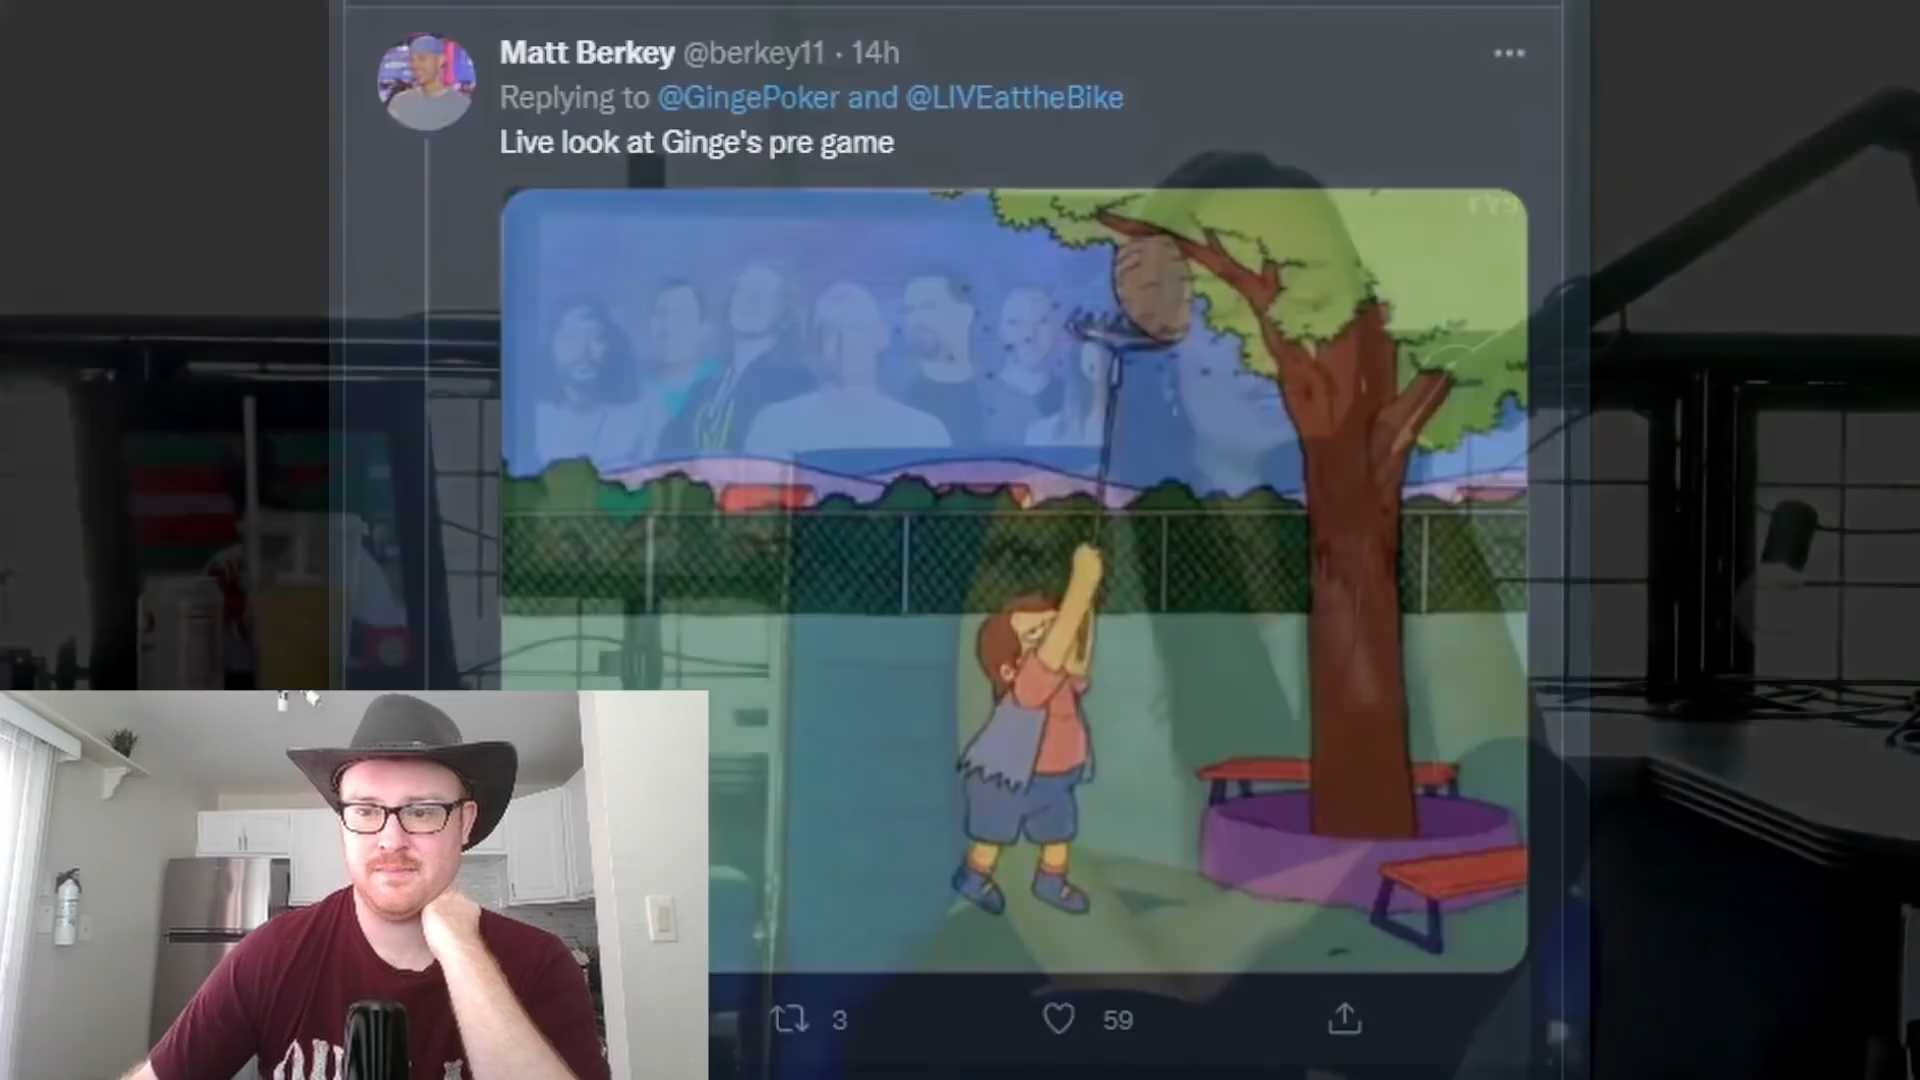 Matt Berkey @berkey11 · 14h
Replying to @GingePoker and @LIVEattheBike
Live look at Ginge's pre game
3
59